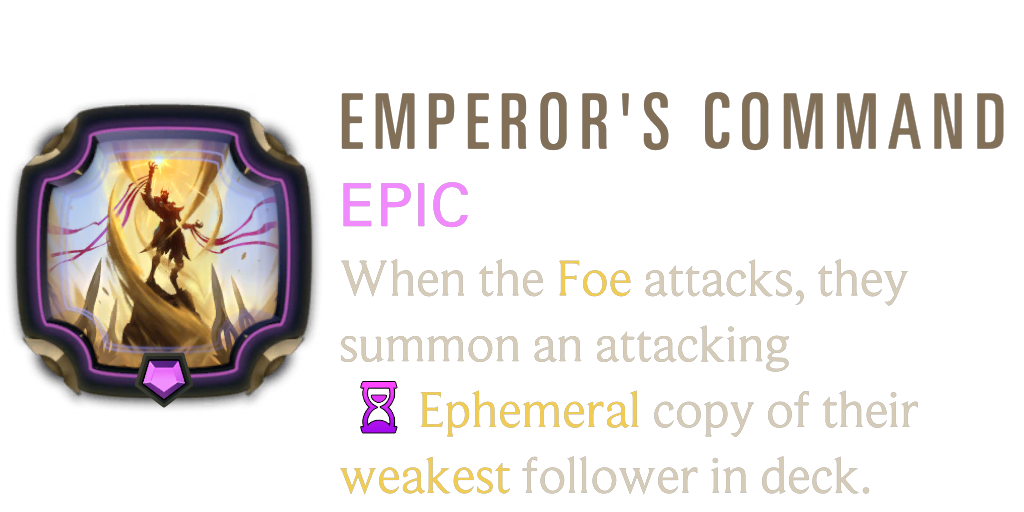 EMPEROR'S COMMAND
EPIC
When the Foe attacks, they
summon an attacking
Ephemeral copy of their
weakest follower in deck.